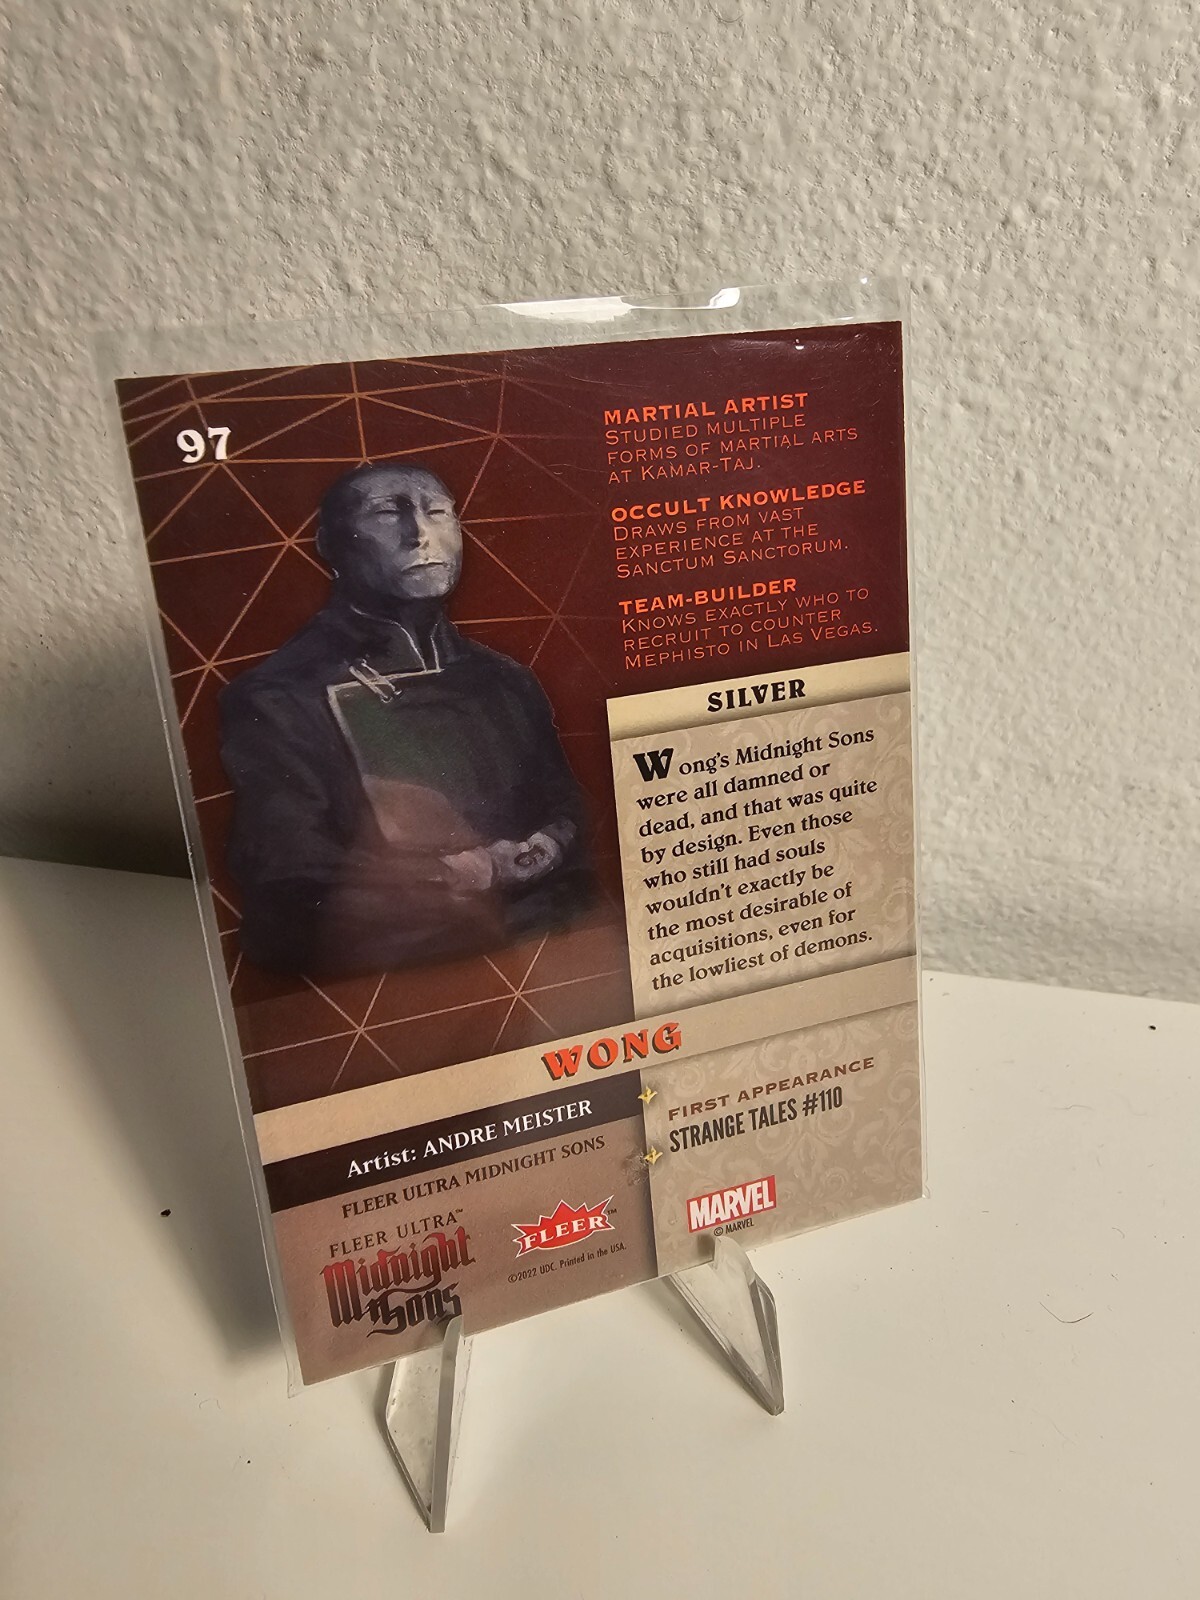 97
MARTIAL ARTIST
STUDIED MULTIPLE
FORMS OF MARTIAL ARTS
AT KAMAR-TAJ.
OCCULT KNOWLEDGE
DRAWS FROM VAST
EXPERIENCE AT THE
SANCTUM SANCTORUM.
TEAM-BUILDER
KNOWS EXACTLY WHO TO
RECRUIT TO COUNTER
MEPHISTO IN LAS VEGAS.
SILVER
Wong's Midnight Sons
were all damned or
dead, and that was quite
by design. Even those
who still had souls
wouldn't exactly be
the most desirable of
acquisitions, even for
the lowliest of demons.
WONG
Artist: ANDRE MEISTER
FLEER ULTRA MIDNIGHT SONS
FLEER ULTRA™
Midnight
Sons
FLEER™
©2022 UDC. Printed in the USA.
FIRST APPEARANCE
STRANGE TALES #110
MARVEL
© MARVEL